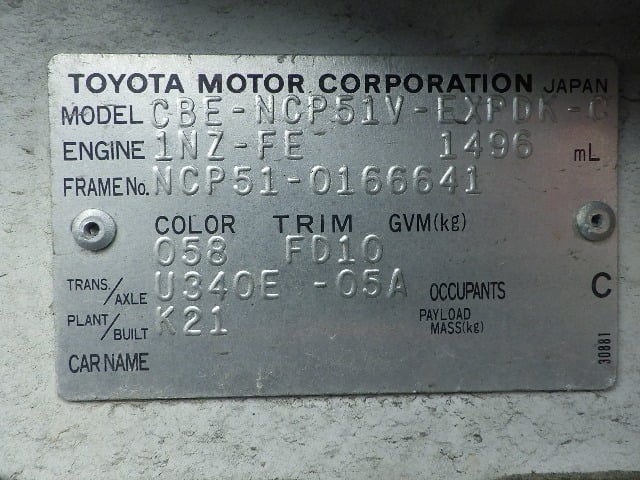 TOYOTA MOTOR CORPORATION JAPAN
MODEL CBE-NCP51V-EXPDK-C
ENGINE 1NZ-FE 1496 mL
FRAME No. NCP51-0166641
COLOR TRIM GVM(kg)
058 FD10
TRANS./AXLE U340E -05A OCCUPANTS C
PLANT/BUILT K21 PAYLOAD MASS(kg)
CAR NAME
30881